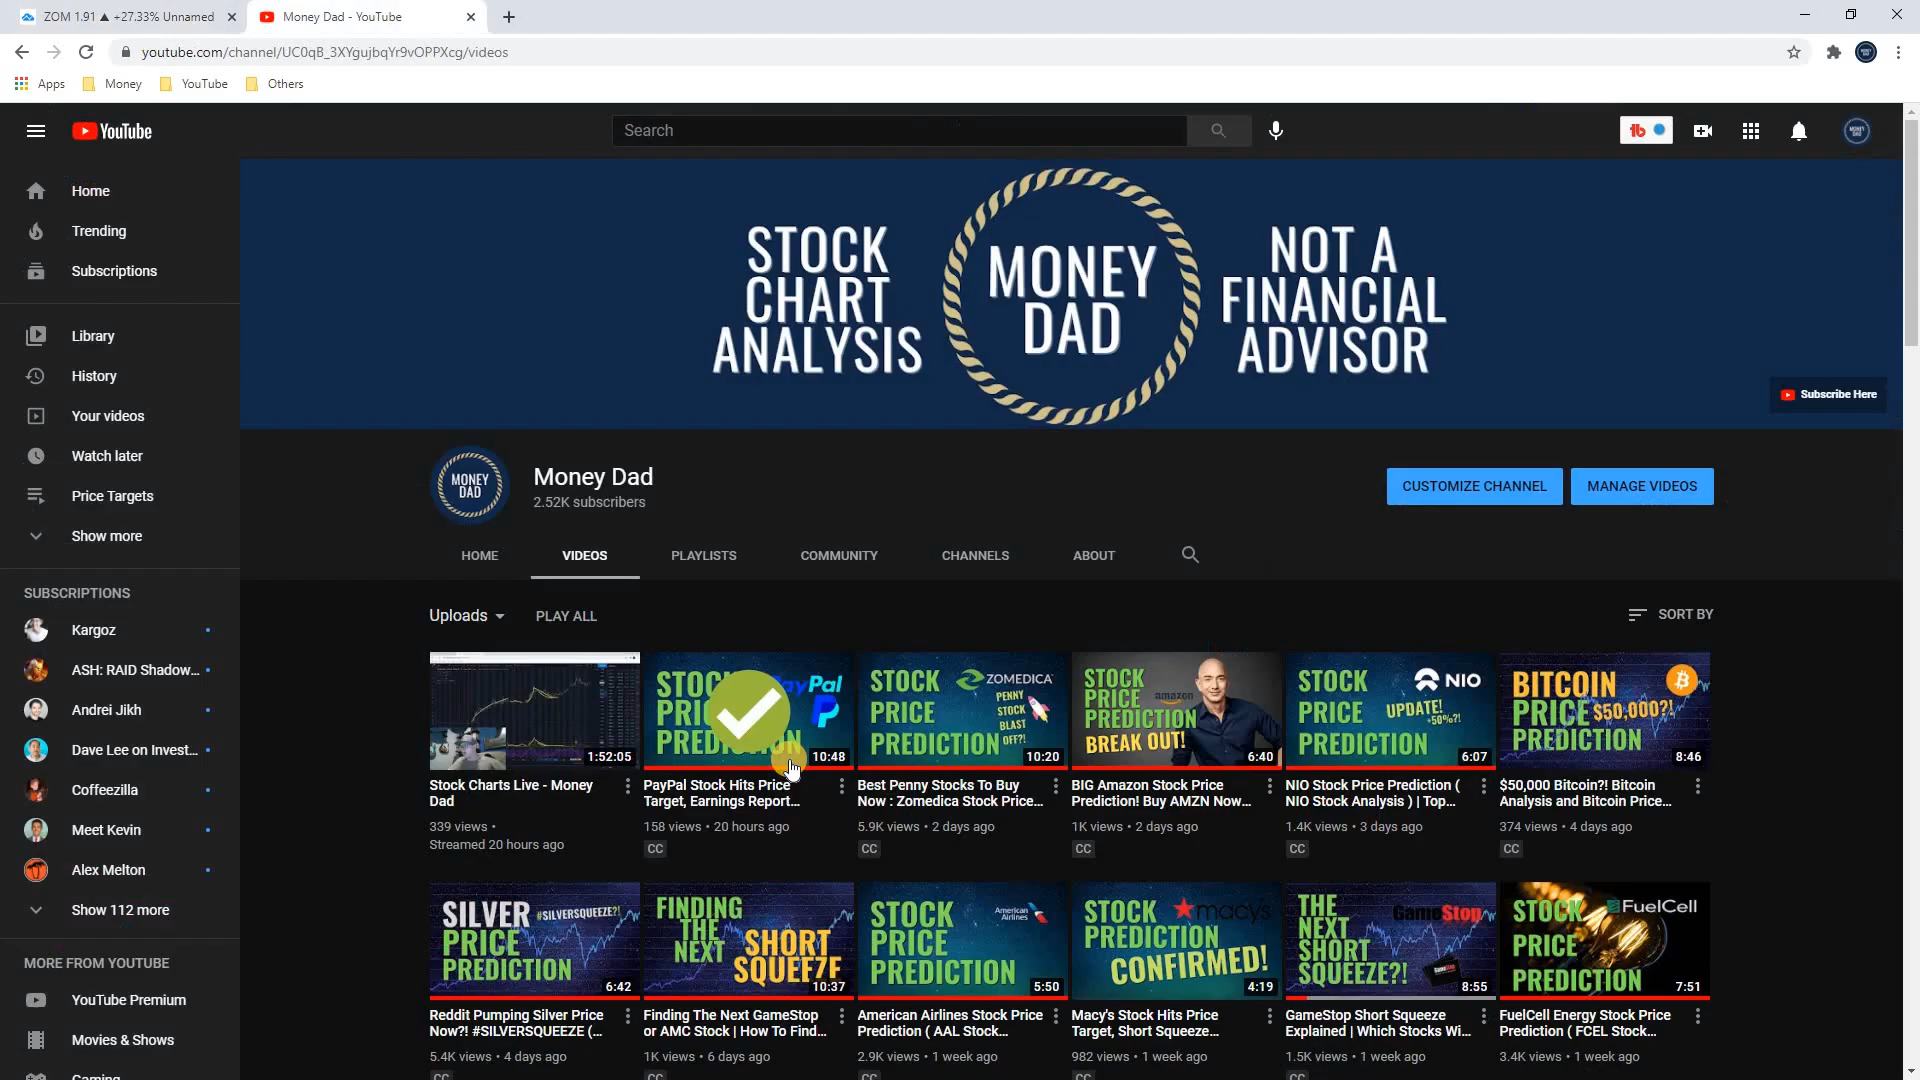 ZOM 1.91 ▲ +27.33% Unnamed
Money Dad - YouTube
youtube.com/channel/UC0qB_3XYgujbqYr9vOPPXcg/videos
Apps Money YouTube Others
YouTube
Search
Home
Trending
Subscriptions
Library
History
Your videos
Watch later
Price Targets
Show more
SUBSCRIPTIONS
Kargoz
ASH: RAID Shadow...
Andrei Jikh
Dave Lee on Invest...
Coffeezilla
Meet Kevin
Alex Melton
Show 112 more
MORE FROM YOUTUBE
YouTube Premium
Movies & Shows
Gaming
STOCK
CHART
ANALYSIS
MONEY
DAD
NOT A
FINANCIAL
ADVISOR
Subscribe Here
MONEY
DAD
Money Dad
2.52K subscribers
CUSTOMIZE CHANNEL
MANAGE VIDEOS
HOME VIDEOS PLAYLISTS COMMUNITY CHANNELS ABOUT
Uploads PLAY ALL
SORT BY
1:52:05
Stock Charts Live - Money
Dad
339 views •
Streamed 20 hours ago
PayPal
10:48
PayPal Stock Hits Price
Target, Earnings Report...
158 views • 20 hours ago
CC
STOCK
PRICE
PREDICTION
ZOMEDICA
PENNY
STOCK
BLAST
OFF?!
10:20
Best Penny Stocks To Buy
Now : Zomedica Stock Price...
5.9K views • 2 days ago
CC
STOCK
PRICE
PREDICTION
BREAK OUT!
amazon
6:40
BIG Amazon Stock Price
Prediction! Buy AMZN Now...
1K views • 2 days ago
CC
STOCK
PRICE
PREDICTION
NIO
UPDATE!
+50%?!
6:07
NIO Stock Price Prediction (
NIO Stock Analysis ) | Top...
1.4K views • 3 days ago
CC
BITCOIN
PRICE $50,000?!
PREDICTION
8:46
$50,000 Bitcoin?! Bitcoin
Analysis and Bitcoin Price...
374 views • 4 days ago
CC
SILVER #SILVERSQUEEZE?!
PRICE
PREDICTION
6:42
Reddit Pumping Silver Price
Now?! #SILVERSQUEEZE (...
5.4K views • 4 days ago
CC
FINDING
THE
NEXT
SHORT
SQUEEZE
10:37
Finding The Next GameStop
or AMC Stock | How To Find...
1K views • 6 days ago
CC
STOCK
PRICE
PREDICTION
American Airlines
5:50
American Airlines Stock Price
Prediction ( AAL Stock...
2.9K views • 1 week ago
CC
STOCK
PREDICTION
CONFIRMED!
macys
4:19
Macy's Stock Hits Price
Target, Short Squeeze...
982 views • 1 week ago
CC
THE
NEXT
SHORT
SQUEEZE?!
GameStop
8:55
GameStop Short Squeeze
Explained | Which Stocks Wi...
1.5K views • 1 week ago
CC
STOCK
PRICE
PREDICTION
FuelCell
7:51
FuelCell Energy Stock Price
Prediction ( FCEL Stock...
3.4K views • 1 week ago